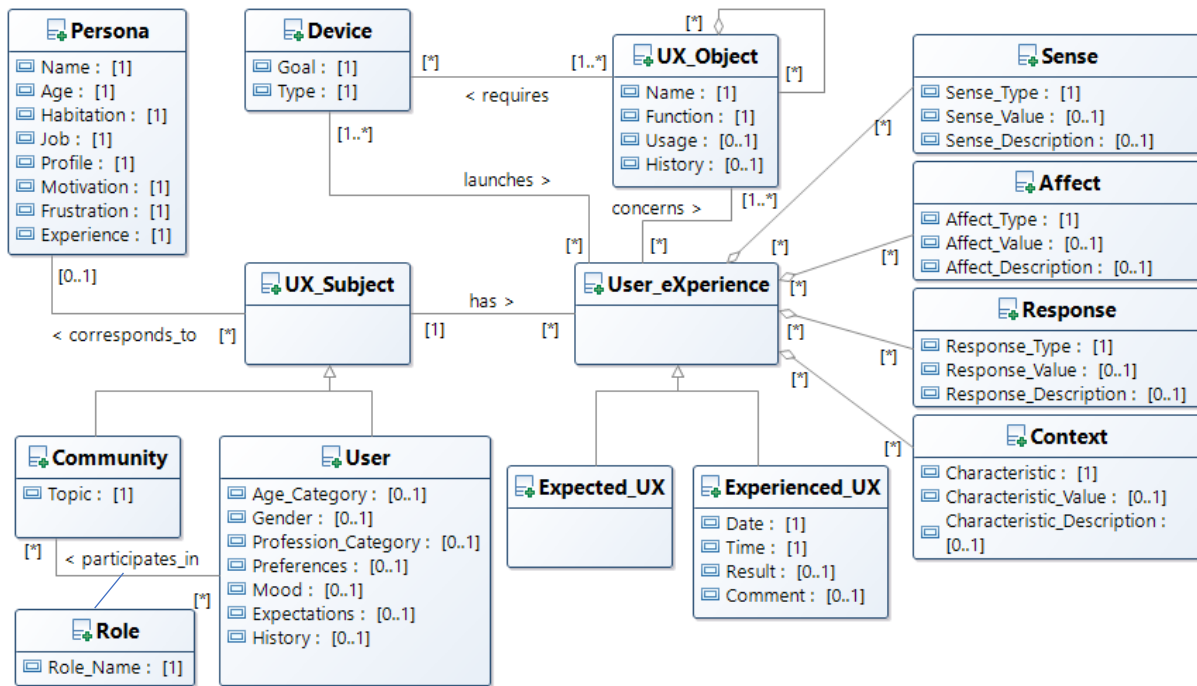 Persona
Name : [1]
Age : [1]
Habitation : [1]
Job : [1]
Profile : [1]
Motivation : [1]
Frustration : [1]
Experience : [1]
[0..1]
Device
Goal : [1]
Type : [1]
[*]
[1..*]
< requires
[1..*]
launches >
[*]
[*]
UX_Object
Name : [1]
Function : [1]
Usage : [0..1]
History : [0..1]
[*]
[1..*]
concerns >
[*]
Sense
Sense_Type : [1]
Sense_Value : [0..1]
Sense_Description : [0..1]
[*]
[*]
Affect
Affect_Type : [1]
Affect_Value : [0..1]
Affect_Description : [0..1]
[*]
[*]
Response
Response_Type : [1]
Response_Value : [0..1]
Response_Description : [0..1]
[*]
[*]
Context
Characteristic : [1]
Characteristic_Value : [0..1]
Characteristic_Description :
[0..1]
[*]
[*]
UX_Subject
< corresponds_to
[*]
has >
[1]
[*]
User_eXperience
Community
Topic : [1]
[*]
< participates_in
[*]
Role
Role_Name : [1]
User
Age_Category : [0..1]
Gender : [0..1]
Profession_Category : [0..1]
Preferences : [0..1]
Mood : [0..1]
Expectations : [0..1]
History : [0..1]
Expected_UX
Experienced_UX
Date : [1]
Time : [1]
Result : [0..1]
Comment : [0..1]